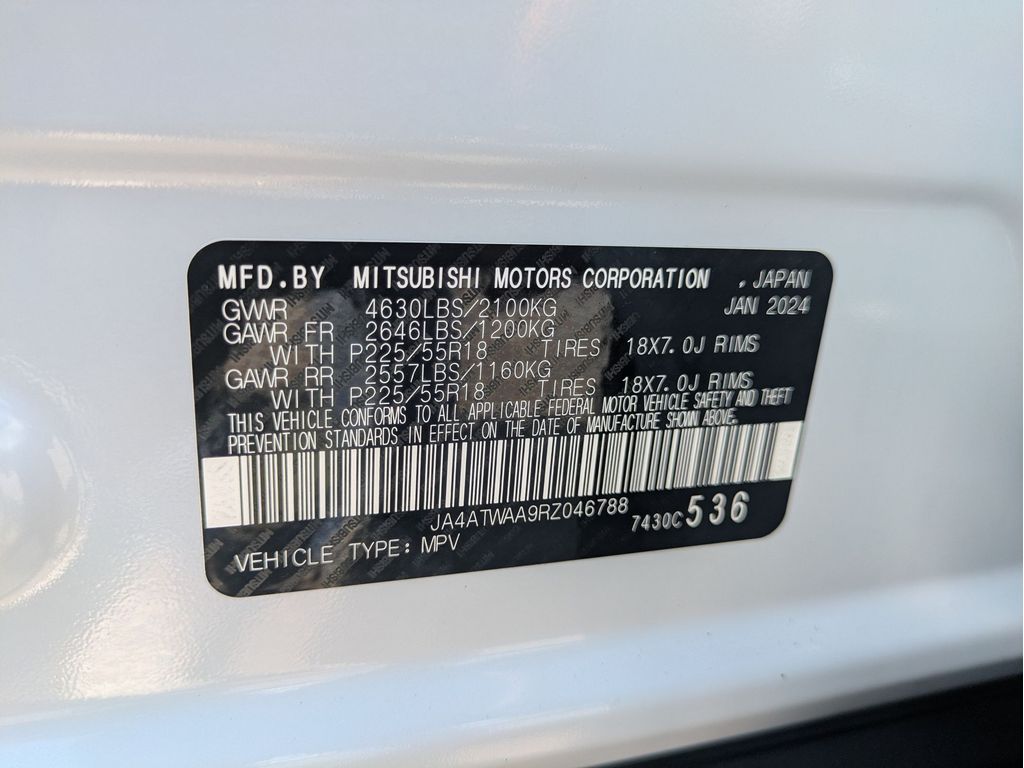 MFD.BY MITSUBISHI MOTORS CORPORATION . JAPAN
GVWR 4630LBS/2100KG JAN 2024
GAWR FR 2646LBS/1200KG
WITH P225/55R18 TIRES 18X7.0J RIMS
GAWR RR 2557LBS/1160KG
WITH P225/55R18 TIRES 18X7.0J RIMS
THIS VEHICLE CONFORMS TO ALL APPLICABLE FEDERAL MOTOR VEHICLE SAFETY AND THEFT
PREVENTION STANDARDS IN EFFECT ON THE DATE OF MANUFACTURE SHOWN ABOVE.
JA4ATWAA9RZ046788 7430C 536
VEHICLE TYPE: MPV